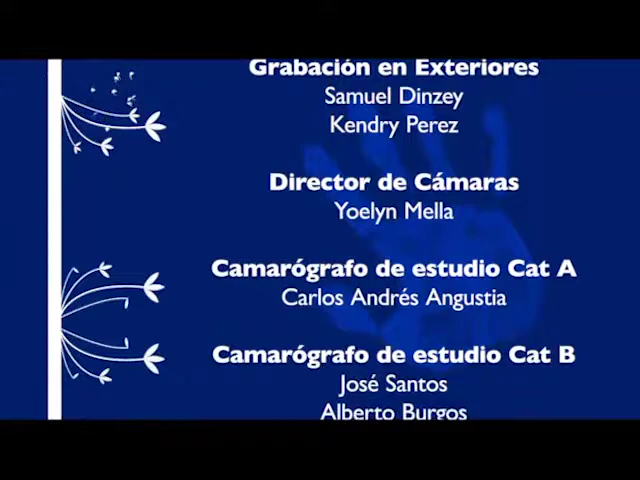 Grabación en Exteriores
Samuel Dinzey
Kendry Perez
Director de Cámaras
Yoelyn Mella
Camarógrafo de estudio Cat A
Carlos Andrés Angustia
Camarógrafo de estudio Cat B
José Santos
Alberto Burgos